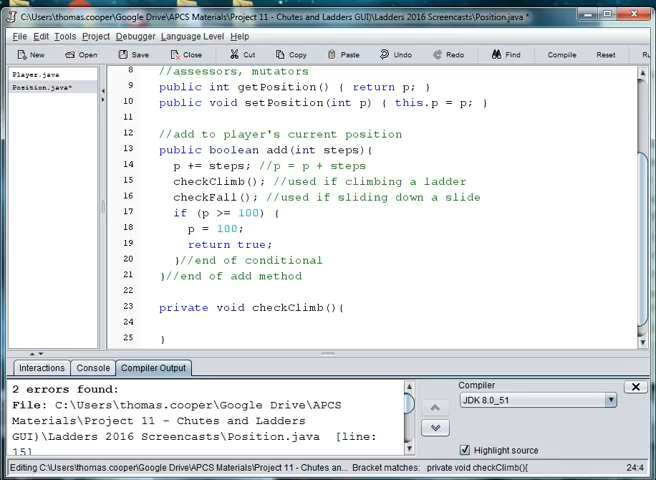 C:\Users\thomas.cooper\Google Drive\APCS Materials\Project 11 - Chutes and Ladders GUI)\Ladders 2016 Screencasts\Position.java *
File Edit Tools Project Debugger Language Level Help
New Open Save Close Cut Copy Paste Undo Redo Find Compile Reset Ru
Player.java
Position.java*
8 //assessors, mutators
9 public int getPosition() { return p; }
10 public void setPosition(int p) { this.p = p; }
11
12 //add to player's current position
13 public boolean add(int steps){
14 p += steps; //p = p + steps
15 checkClimb(); //used if climbing a ladder
16 checkFall(); //used if sliding down a slide
17 if (p >= 100) {
18 p = 100;
19 return true;
20 }//end of conditional
21 }//end of add method
22
23 private void checkClimb(){
24
25 }
Interactions Console Compiler Output
2 errors found:
File: C:\Users\thomas.cooper\Google Drive\APCS
Materials\Project 11 - Chutes and Ladders
GUI)\Ladders 2016 Screencasts\Position.java [line:
15]
Compiler
JDK 8.0_51
Highlight source
Editing C:\Users\thomas.cooper\Google Drive\APCS Materials\Project 11 - Chutes an... Bracket matches: private void checkClimb(){ 24:4